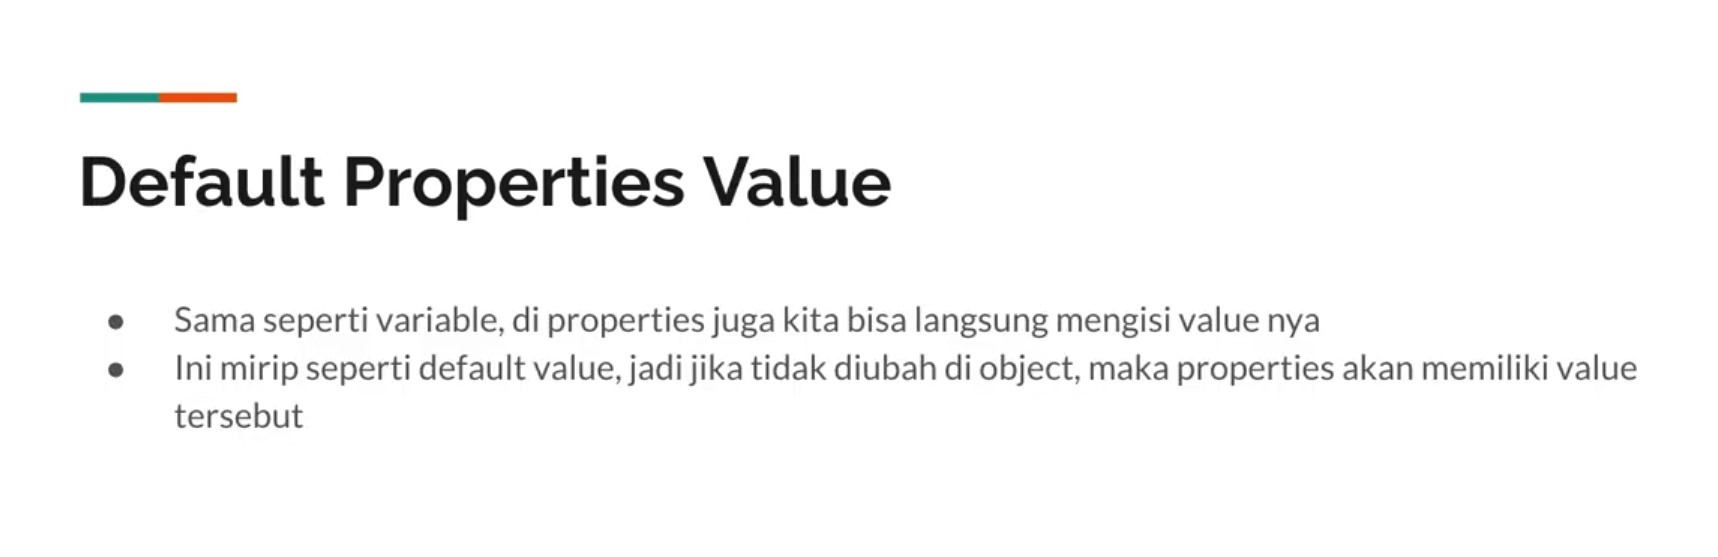 Default Properties Value
● Sama seperti variable, di properties juga kita bisa langsung mengisi value nya
● Ini mirip seperti default value, jadi jika tidak diubah di object, maka properties akan memiliki value
tersebut